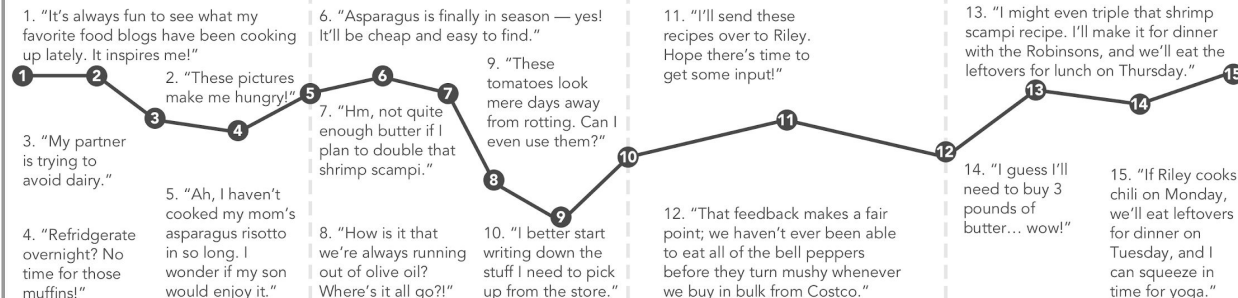 1. “It’s always fun to see what my
favorite food blogs have been cooking
up lately. It inspires me!”
2. “These pictures
make me hungry!”
3. “My partner
is trying to
avoid dairy.”
4. “Refridgerate
overnight? No
time for those
muffins!”
5. “Ah, I haven’t
cooked my mom’s
asparagus risotto
in so long. I
wonder if my son
would enjoy it.”
6. “Asparagus is finally in season — yes!
It’ll be cheap and easy to find.”
7. “Hm, not quite
enough butter if I
plan to double that
shrimp scampi.”
8. “How is it that
we’re always running
out of olive oil?
Where’s it all go?!”
9. “These
tomatoes look
mere days away
from rotting. Can I
even use them?”
10. “I better start
writing down the
stuff I need to pick
up from the store.”
11. “I’ll send these
recipes over to Riley.
Hope there’s time to
get some input!”
12. “That feedback makes a fair
point; we haven’t ever been able
to eat all of the bell peppers
before they turn mushy whenever
we buy in bulk from Costco.”
13. “I might even triple that shrimp
scampi recipe. I’ll make it for dinner
with the Robinsons, and we’ll eat the
leftovers for lunch on Thursday.”
14. “I guess I’ll
need to buy 3
pounds of
butter... wow!”
15. “If Riley cooks
chili on Monday,
we’ll eat leftovers
for dinner on
Tuesday, and I
can squeeze in
time for yoga.”
1
2
3
4
5
6
7
8
9
10
11
12
13
14
15